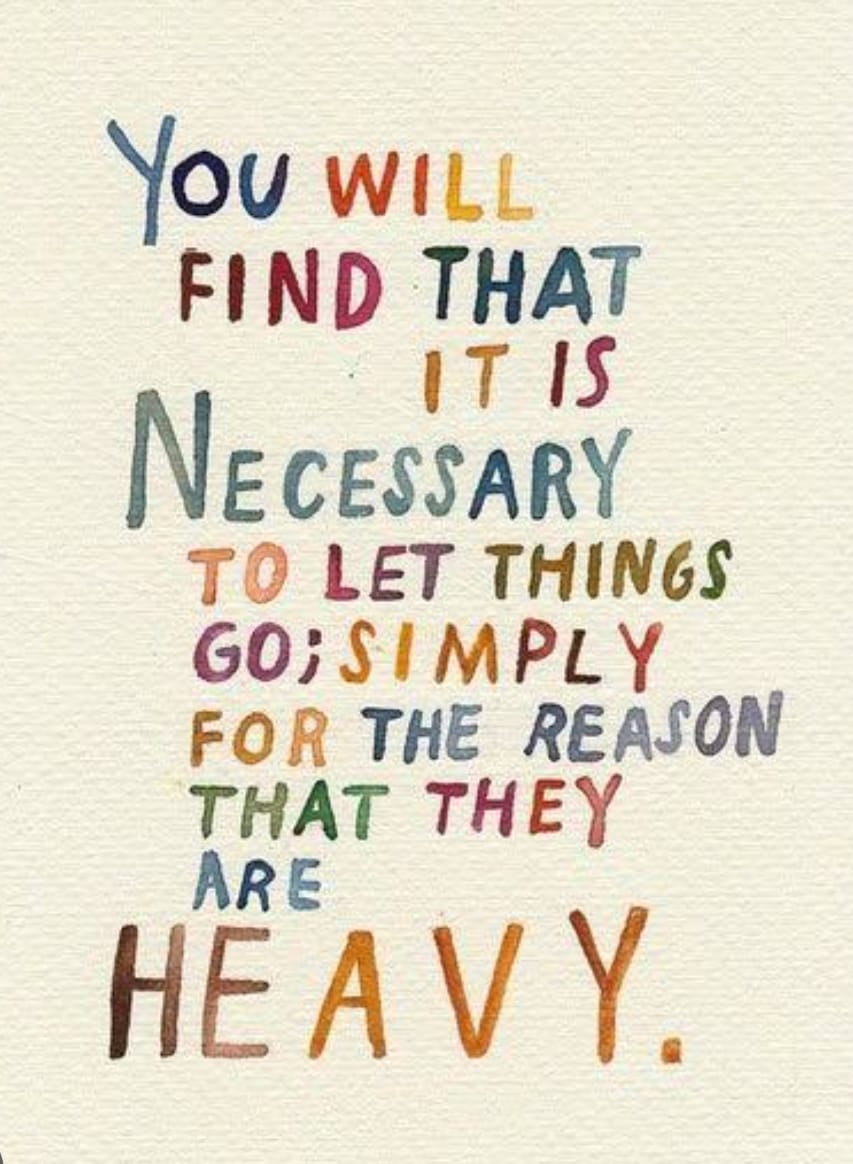 YOU WILL
FIND THAT
IT IS
NECESSARY
TO LET THINGS
GO; SIMPLY
FOR THE REASON
THAT THEY
ARE
HEAVY.